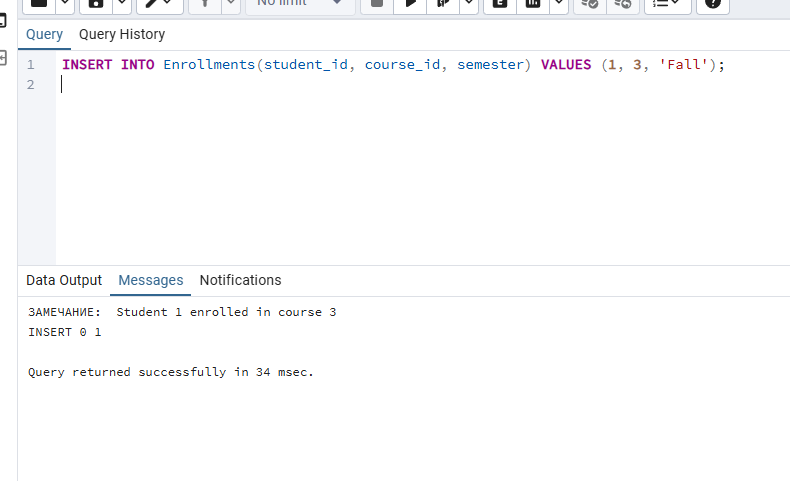 No limit
Query Query History
1 INSERT INTO Enrollments(student_id, course_id, semester) VALUES (1, 3, 'Fall');
2
Data Output Messages Notifications
ЗАМЕЧАНИЕ:  Student 1 enrolled in course 3
INSERT 0 1
Query returned successfully in 34 msec.